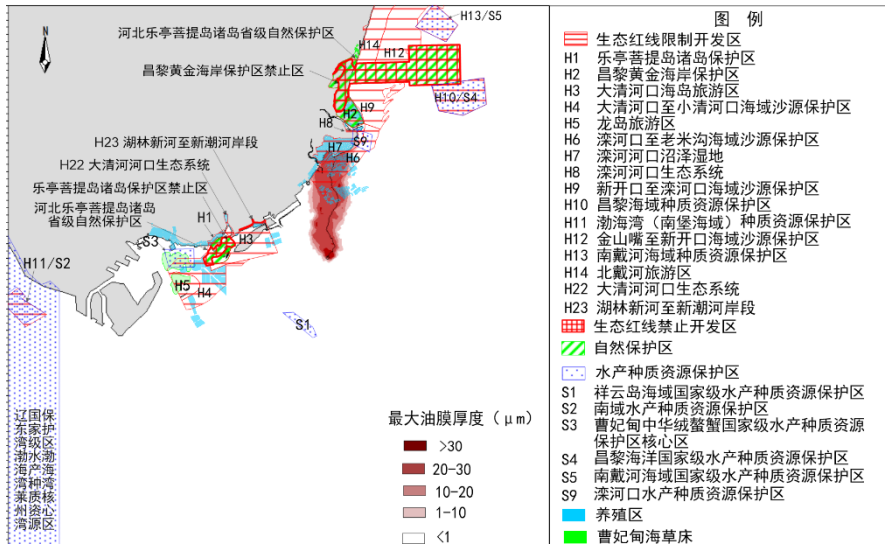 N
H13/S5
河北乐亭菩提岛诸岛省级自然保护区
H14
H12
昌黎黄金海岸保护区禁止区
H10/S4
H9
H2
H8
H23 湖林新河至新潮河岸段
S9
H7
H6
H22 大清河河口生态系统
乐亭菩提岛诸岛保护区禁止区
河北乐亭菩提岛诸岛
省级自然保护区
H1
H3
S3
H11/S2
H5
H4
S1
辽国保
东家护
湾级区
渤水渤
海产海
湾种湾
莱质核
州资心
湾源区
最大油膜厚度（μm）
>30
20-30
10-20
1-10
<1
图 例
生态红线限制开发区
H1 乐亭菩提岛诸岛保护区
H2 昌黎黄金海岸保护区
H3 大清河口海岛旅游区
H4 大清河口至小清河口海域沙源保护区
H5 龙岛旅游区
H6 滦河口至老米沟海域沙源保护区
H7 滦河河口沼泽湿地
H8 滦河河口生态系统
H9 新开口至滦河口海域沙源保护区
H10 昌黎海域种质资源保护区
H11 渤海湾（南堡海域）种质资源保护区
H12 金山嘴至新开口海域沙源保护区
H13 南戴河海域种质资源保护区
H14 北戴河旅游区
H22 大清河河口生态系统
H23 湖林新河至新潮河岸段
生态红线禁止开发区
自然保护区
水产种质资源保护区
S1 祥云岛海域国家级水产种质资源保护区
S2 南域水产种质资源保护区
S3 曹妃甸中华绒螯蟹国家级水产种质资源
保护区核心区
S4 昌黎海洋国家级水产种质资源保护区
S5 南戴河海域国家级水产种质资源保护区
S9 滦河口水产种质资源保护区
养殖区
曹妃甸海草床